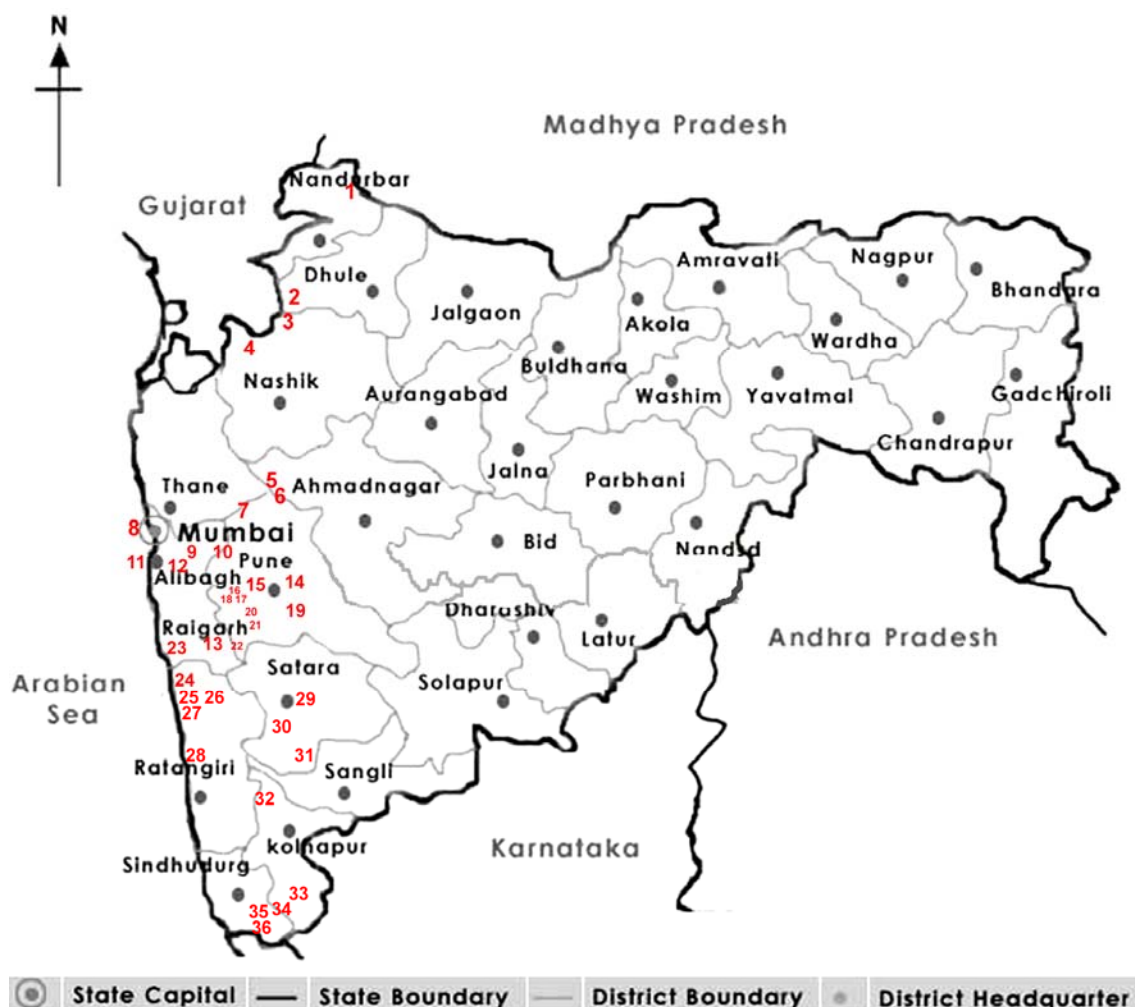 N
Madhya Pradesh
Nandurbar
1
Gujarat
Dhule
2
3
4
Jalgaon
Amravati
Nagpur
Bhandara
Akola
Wardha
Buldhana
Nashik
Aurangabad
Washim
Yavatmal
Gadchiroli
Chandrapur
Jalna
Parbhani
Thane
5
6
Ahmadnagar
7
8
Mumbai
Bid
Nandsd
9
10
11
12
Alibagh
Pune
16
15
14
18
17
20
19
21
Dharashiv
Latur
Andhra Pradesh
Raigarh
13
22
23
Arabian
Sea
24
25
26
27
Satara
29
Solapur
30
28
31
Ratangiri
Sangli
32
kolhapur
Karnataka
Sindhudurg
33
35
34
36
State Capital
State Boundary
District Boundary
District Headquarter